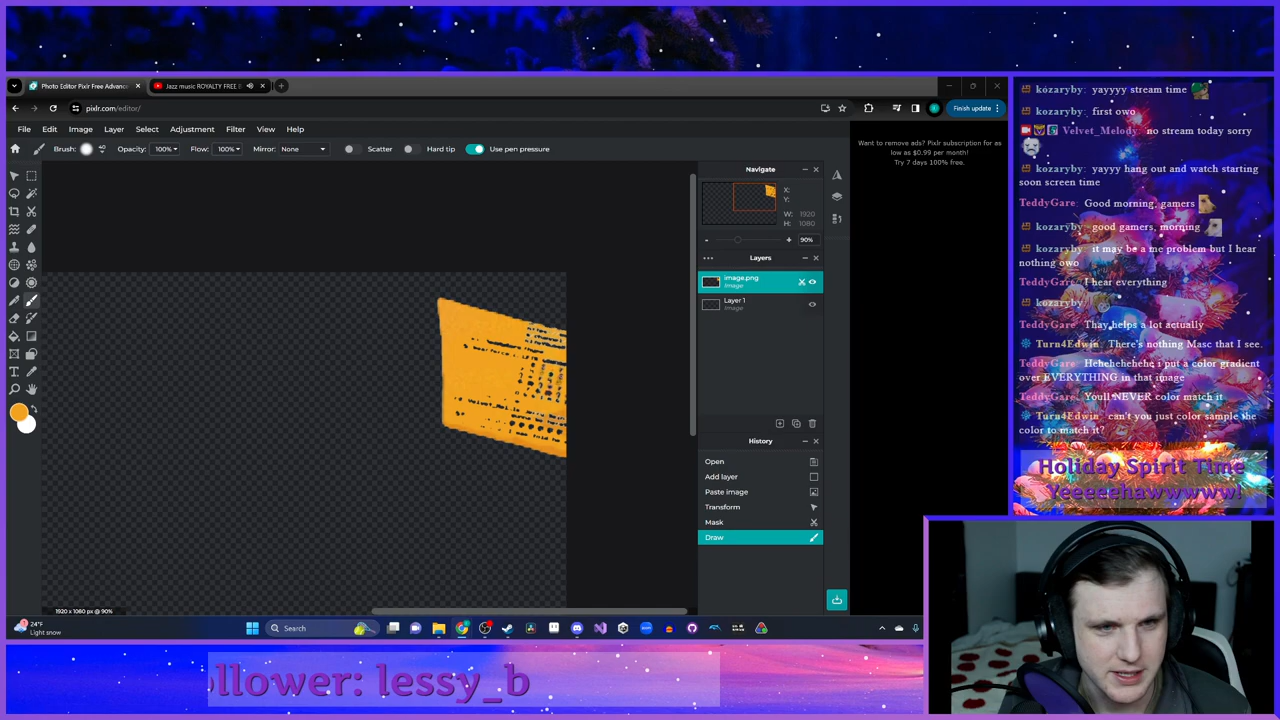 Photo Editor Pixlr Free Advanc
Jazz music ROYALTY FREE
pixlr.com/editor/
Finish update
File Edit Image Layer Select Adjustment Filter View Help
Brush: 40 Opacity: 100% Flow: 100% Mirror: None Scatter Hard tip Use pen pressure
Want to remove ads? Pixlr subscription for as
low as $0.99 per month!
Try 7 days 100% free.
Navigate
X:
Y:
W: 1920
H: 1080
90%
Layers
image.png
Image
Layer 1
Image
History
Open
Add layer
Paste image
Transform
Mask
Draw
1920 x 1080 px @ 90%
24°F
Light snow
Search
kozaryby: yayyyy stream time
kozaryby: first owo
Velvet_Melody: no stream today sorry
kozaryby: yayyy hang out and watch starting
soon screen time
TeddyGare: Good morning, gamers
kozaryby: good gamers, morning
kozaryby: it may be a me problem but I hear
nothing owo
TeddyGare: I hear everything
kozaryby:
TeddyGare: Thay helps a lot actually
Turn4Edwin: There's nothing Masc that I see.
TeddyGare: Hehehehehe i put a color gradient
over EVERYTHING in that image
TeddyGare: Youll NEVER color match it
Turn4Edwin: can't you just color sample the
color to match it?
Holiday Spirit Time
Yeeeeehawwwww!
ollower: lessy_b